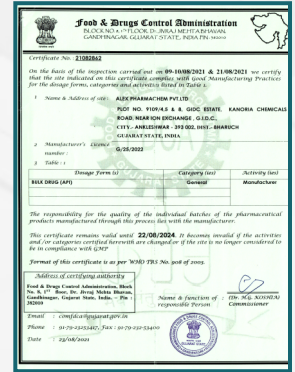 Food & Drugs Control Administration
BLOCK NO.8, 1ST FLOOR, Dr. JIVRAJ MEHTA BHAVAN,
GANDHINAGAR, GUJARAT STATE, INDIA PIN:
Certificate No: 21082862
On the basis of the inspection carried out on 09-10/08/2021 & 21/08/2021 we certify
that the site indicated on this certificate complies with Good Manufacturing Practices
for the dosage forms, categories and activities listed in Table 1.
1 Name & Address of site: ALEX PHARMACHEM PVT.LTD
PLOT NO. 9109/4,5 & 8, GIDC ESTATE, KANORIA CHEMICALS
ROAD, NEAR ION EXCHANGE , G.I.D.C.,
CITY - ANKLESHWAR - 393 002, DIST.- BHARUCH
GUJARAT STATE, INDIA
2 Manufacturer's Licence
number : G/25/2022
3 Table : 1
Dosage Form (s) Category (ies) Activity (ies)
BULK DRUG (API) General Manufacturer
The responsibility for the quality of the individual batches of the pharmaceutical
products manufactured through this process lies with the manufacturer.
This certificate remains valid until 22/08/2024. It becomes invalid if the activities
and /or categories certified herewith are changed or if the site is no longer considered to
be in compliance with GMP
Format of this certificate is as per WHO TRS No. 908 of 2003.
Address of certifying authority
Food & Drugs Control Administration, Block
No. 8, 1st floor, Dr. Jivraj Mehta Bhavan,
Gandhinagar, Gujarat State, India. - Pin
382010
Name & function of : (Dr. H.G. KOSHIA)
responsible Person Commissioner
Email : comfdca@gujarat.gov.in
Phone : 91-79-23253417, Fax : 91-79-232-53400
Date : 23/08/2021